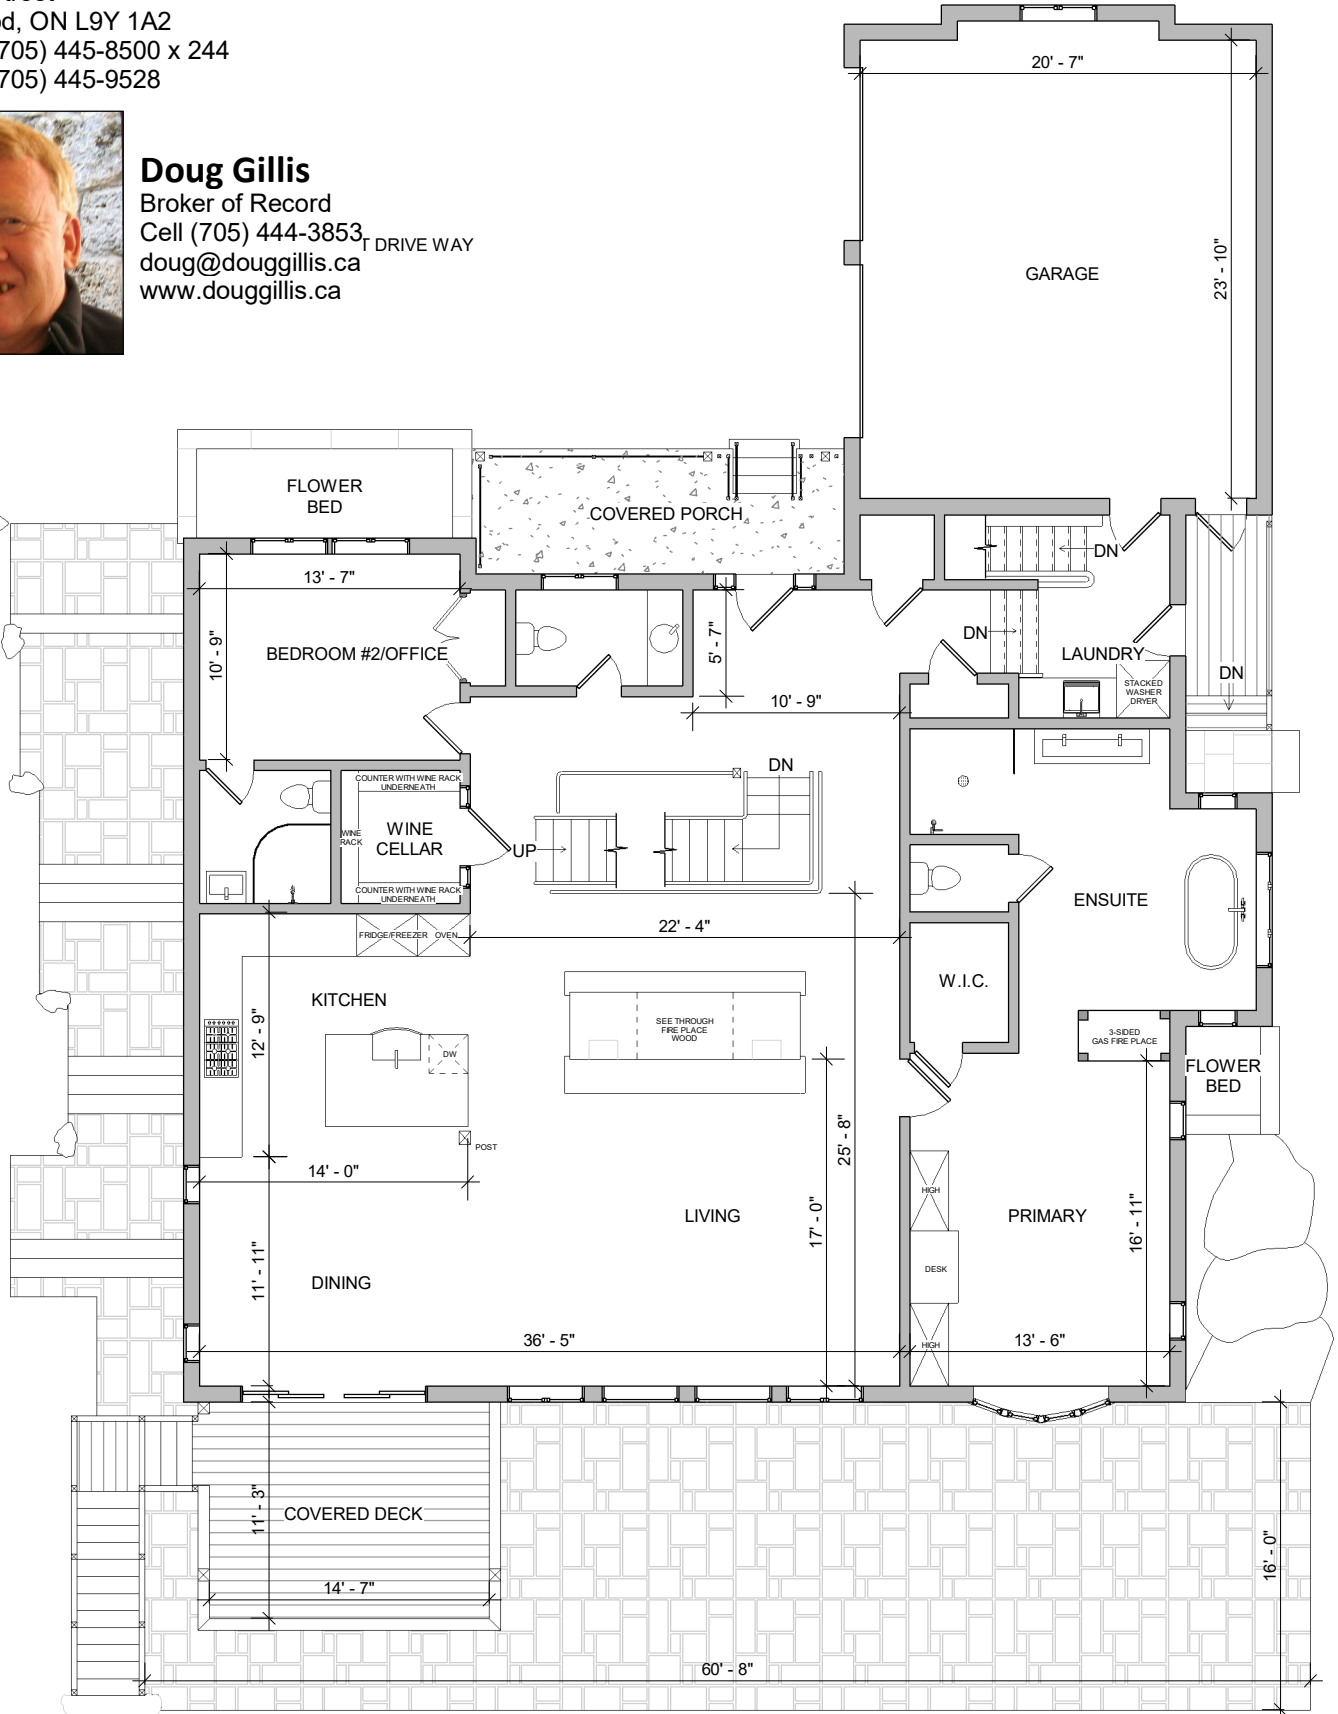 od, ON L9Y 1A2
705) 445-8500 x 244
705) 445-9528
Doug Gillis
Broker of Record
Cell (705) 444-3853
T DRIVE WAY
doug@douggillis.ca
www.douggillis.ca
20' - 7"
GARAGE
23' - 10"
FLOWER
BED
COVERED PORCH
DN
13' - 7"
10' - 9"
BEDROOM #2/OFFICE
5' - 7"
DN
LAUNDRY
STACKED
WASHER
DRYER
DN
10' - 9"
DN
COUNTER WITH WINE RACK
UNDERNEATH
WINE
RACK
WINE
CELLAR
UP
COUNTER WITH WINE RACK
UNDERNEATH
ENSUITE
FRIDGE/FREEZER
OVEN
22' - 4"
W.I.C.
KITCHEN
12' - 9"
DW
SEE THROUGH
FIRE PLACE
WOOD
3-SIDED
GAS FIRE PLACE
FLOWER
BED
POST
14' - 0"
25' - 8"
17' - 0"
HIGH
LIVING
PRIMARY
16' - 11"
DESK
11' - 11"
DINING
36' - 5"
HIGH
13' - 6"
11' - 3"
COVERED DECK
14' - 7"
16' - 0"
60' - 8"